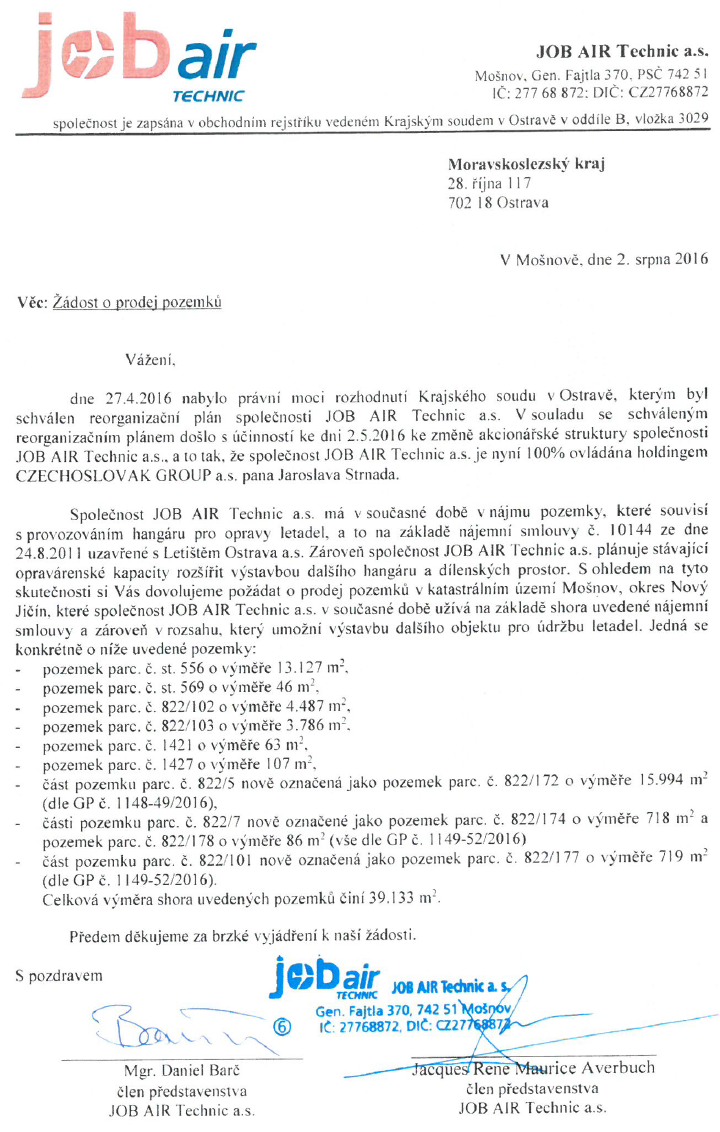 job air
TECHNIC
JOB AIR Technic a.s.
Mošnov, Gen. Fajtla 370, PSČ 742 51
IČ: 277 68 872; DIČ: CZ27768872
společnost je zapsána v obchodním rejstříku vedeném Krajským soudem v Ostravě v oddíle B, vložka 3029
Moravskoslezský kraj
28. října 117
702 18 Ostrava
V Mošnově, dne 2. srpna 2016
Věc: Žádost o prodej pozemků
Vážení,
dne 27.4.2016 nabylo právní moci rozhodnutí Krajského soudu v Ostravě, kterým byl
schválen reorganizační plán společnosti JOB AIR Technic a.s. V souladu se schváleným
reorganizačním plánem došlo s účinností ke dni 2.5.2016 ke změně akcionářské struktury společnosti
JOB AIR Technic a.s., a to tak, že společnost JOB AIR Technic a.s. je nyní 100% ovládána holdingem
CZECHOSLOVAK GROUP a.s. pana Jaroslava Strnada.
Společnost JOB AIR Technic a.s. má v současné době v nájmu pozemky, které souvisí
s provozováním hangáru pro opravy letadel, a to na základě nájemní smlouvy č. 10144 ze dne
24.8.2011 uzavřené s Letištěm Ostrava a.s. Zároveň společnost JOB AIR Technic a.s. plánuje stávající
opravárenské kapacity rozšířit výstavbou dalšího hangáru a dílenských prostor. S ohledem na tyto
skutečnosti si Vás dovolujeme požádat o prodej pozemků v katastrálním území Mošnov, okres Nový
Jičín, které společnost JOB AIR Technic a.s. v současné době užívá na základě shora uvedené nájemní
smlouvy a zároveň v rozsahu, který umožní výstavbu dalšího objektu pro údržbu letadel. Jedná se
konkrétně o níže uvedené pozemky:
- pozemek parc. č. st. 556 o výměře 13.127 m²,
- pozemek parc. č. st. 569 o výměře 46 m²,
- pozemek parc. č. 822/102 o výměře 4.487 m²,
- pozemek parc. č. 822/103 o výměře 3.786 m²,
- pozemek parc. č. 1421 o výměře 63 m²,
- pozemek parc. č. 1427 o výměře 107 m²,
- část pozemku parc. č. 822/5 nově označená jako pozemek parc. č. 822/172 o výměře 15.994 m²
(dle GP č. 1148-49/2016),
- části pozemku parc. č. 822/7 nově označené jako pozemek parc. č. 822/174 o výměře 718 m² a
pozemek parc. č. 822/178 o výměře 86 m² (vše dle GP č. 1149-52/2016)
- část pozemku parc. č. 822/101 nově označená jako pozemek parc. č. 822/177 o výměře 719 m²
(dle GP č. 1149-52/2016).
Celková výměra shora uvedených pozemků činí 39.133 m².
Předem děkujeme za brzké vyjádření k naší žádosti.
S pozdravem
job air
TECHNIC
JOB AIR Technic a. s.
Gen. Fajtla 370, 742 51 Mošnov
⑥ IČ: 27768872, DIČ: CZ27768872
Mgr. Daniel Barč
člen představenstva
JOB AIR Technic a.s.
Jacques René Maurice Averbuch
člen představenstva
JOB AIR Technic a.s.